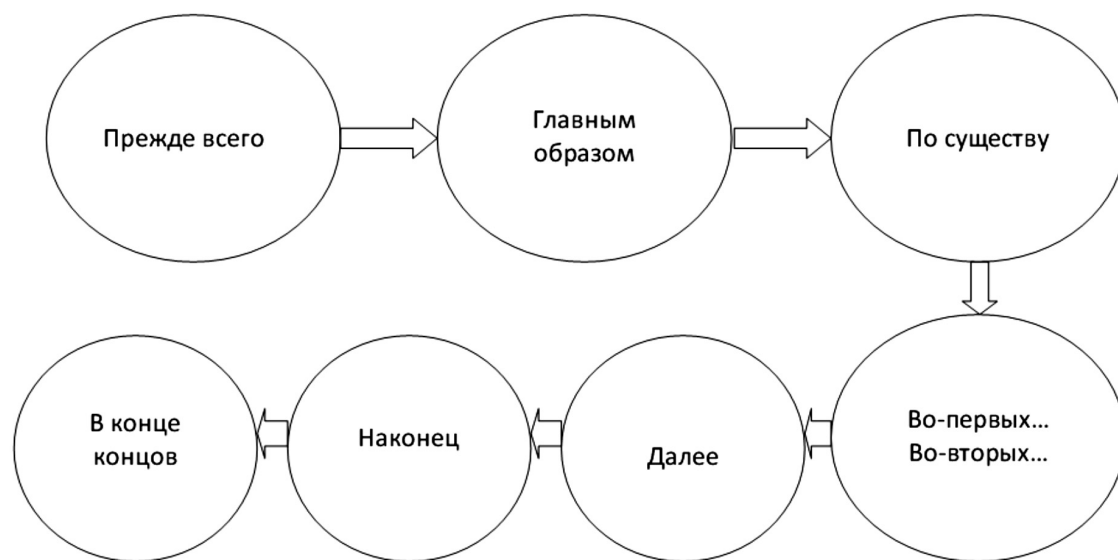 Прежде всего
Главным
образом
По существу
Во-первых...
Во-вторых...
Далее
Наконец
В конце
концов